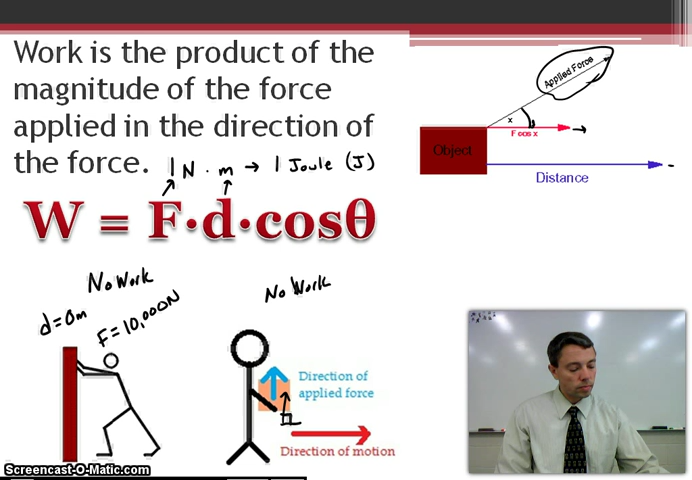 Work is the product of the
magnitude of the force
applied in the direction of
the force. 1 N · m → 1 Joule (J)
W = F·d·cosθ
Applied Force
x
F cos x
Object
Distance
No Work
d=0m
F=10,000N
No Work
Direction of
applied force
Direction of motion
Screencast-O-Matic.com